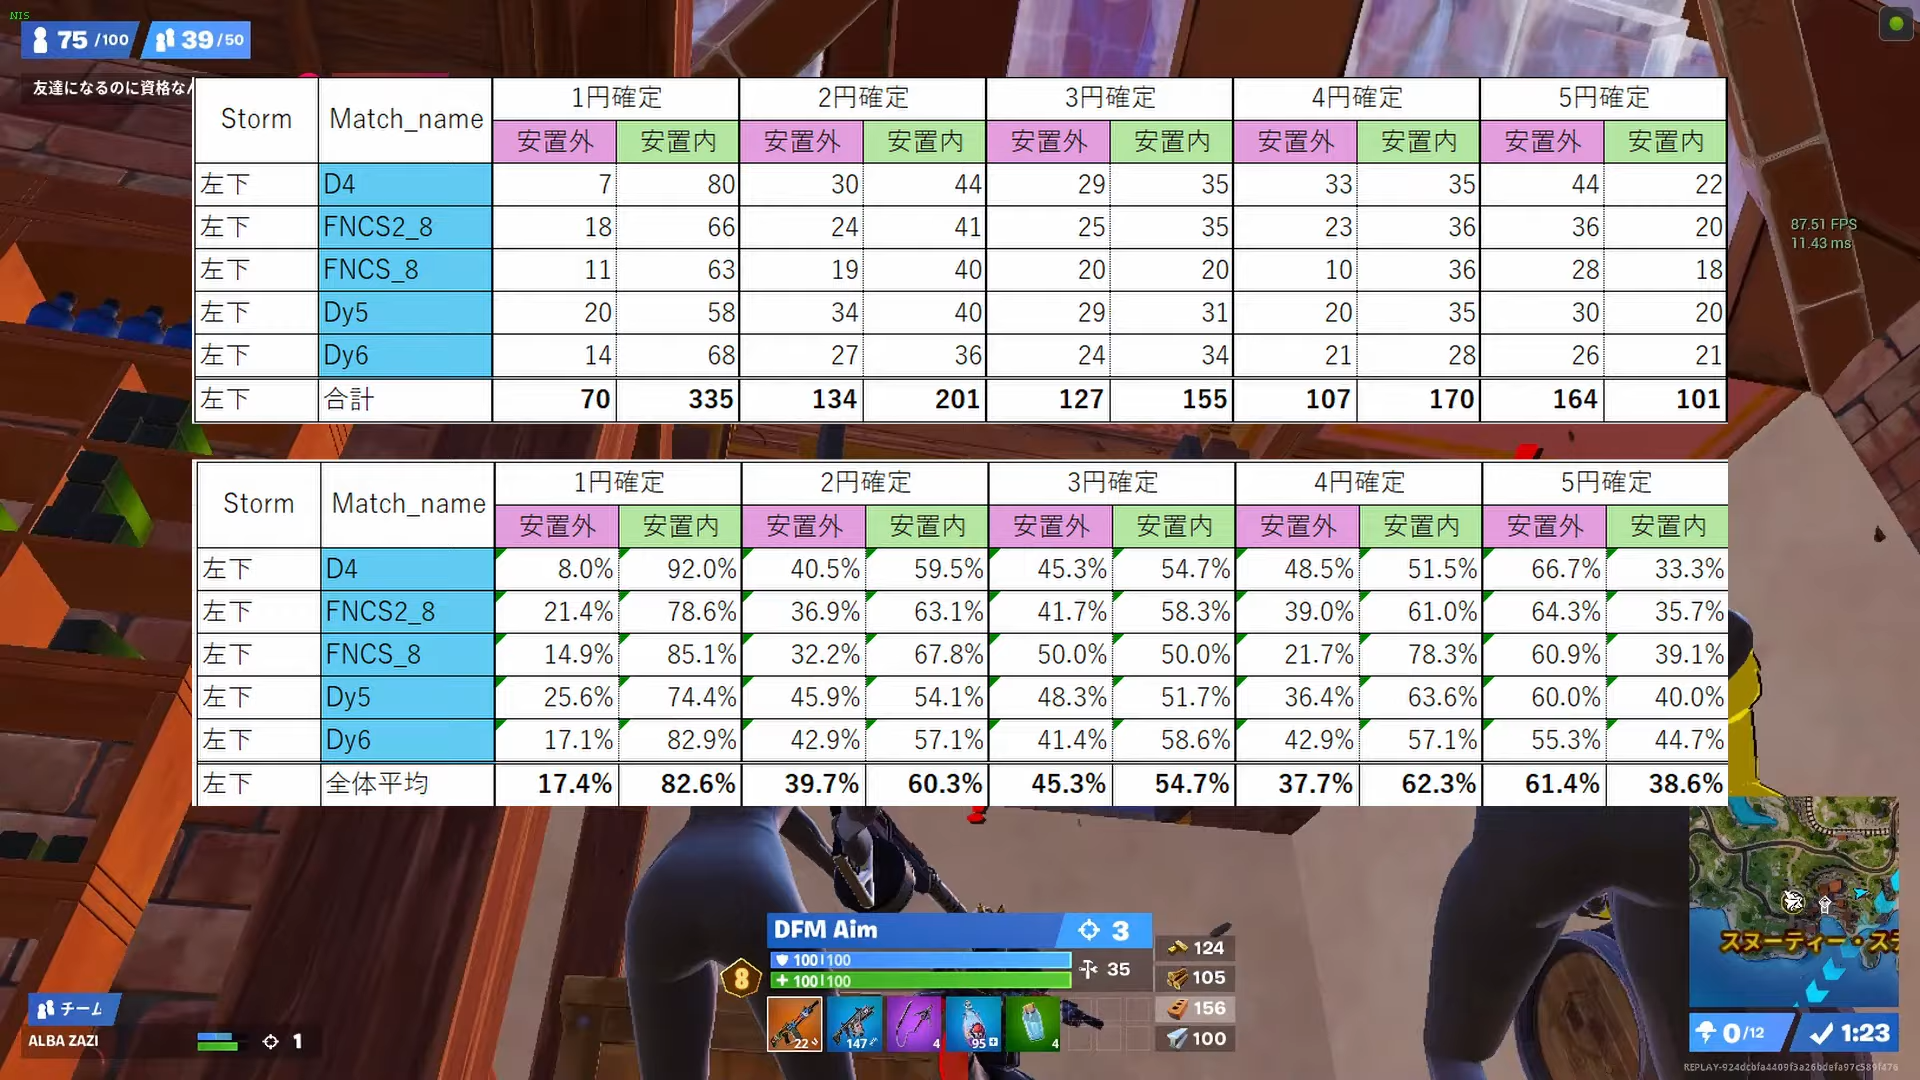 NIS
75 /100 39 /50
友達になるのに資格な
Storm Match_name 1円確定 2円確定 3円確定 4円確定 5円確定
安置外 安置内 安置外 安置内 安置外 安置内 安置外 安置内 安置外 安置内
左下 D4 7 80 30 44 29 35 33 35 44 22
左下 FNCS2_8 18 66 24 41 25 35 23 36 36 20
左下 FNCS_8 11 63 19 40 20 20 10 36 28 18
左下 Dy5 20 58 34 40 29 31 20 35 30 20
左下 Dy6 14 68 27 36 24 34 21 28 26 21
左下 合計 70 335 134 201 127 155 107 170 164 101
87.51 FPS
11.43 ms
Storm Match_name 1円確定 2円確定 3円確定 4円確定 5円確定
安置外 安置内 安置外 安置内 安置外 安置内 安置外 安置内 安置外 安置内
左下 D4 8.0% 92.0% 40.5% 59.5% 45.3% 54.7% 48.5% 51.5% 66.7% 33.3%
左下 FNCS2_8 21.4% 78.6% 36.9% 63.1% 41.7% 58.3% 39.0% 61.0% 64.3% 35.7%
左下 FNCS_8 14.9% 85.1% 32.2% 67.8% 50.0% 50.0% 21.7% 78.3% 60.9% 39.1%
左下 Dy5 25.6% 74.4% 45.9% 54.1% 48.3% 51.7% 36.4% 63.6% 60.0% 40.0%
左下 Dy6 17.1% 82.9% 42.9% 57.1% 41.4% 58.6% 42.9% 57.1% 55.3% 44.7%
左下 全体平均 17.4% 82.6% 39.7% 60.3% 45.3% 54.7% 37.7% 62.3% 61.4% 38.6%
スヌーティー・ステ
DFM Aim 3
100|100
8 100|100 35
124
105
156
100
22 147 4 95 4
チーム
ALBA ZAZI 1
0/12 1:23